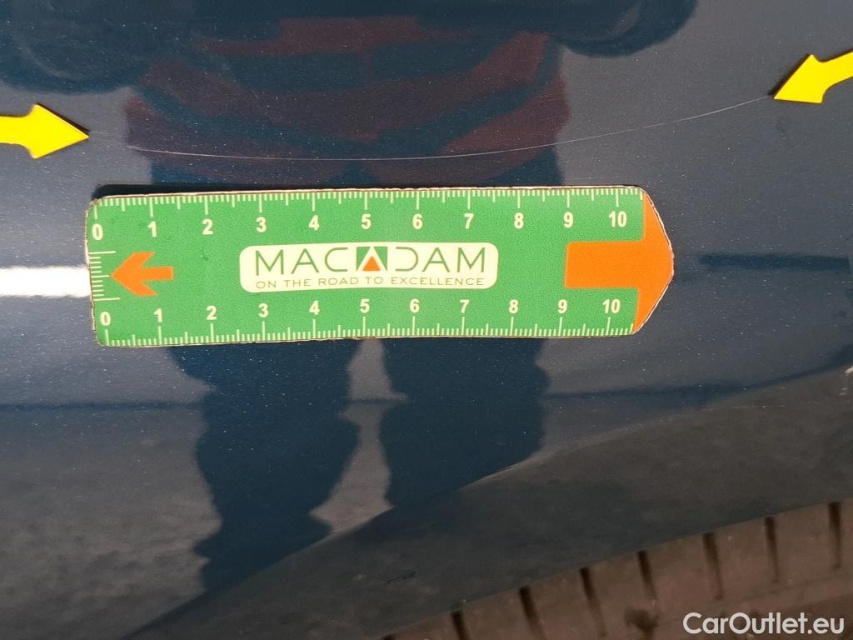 0 1 2 3 4 5 6 7 8 9 10
MACADAM
ON THE ROAD TO EXCELLENCE
0 1 2 3 4 5 6 7 8 9 10
CarOutlet.eu